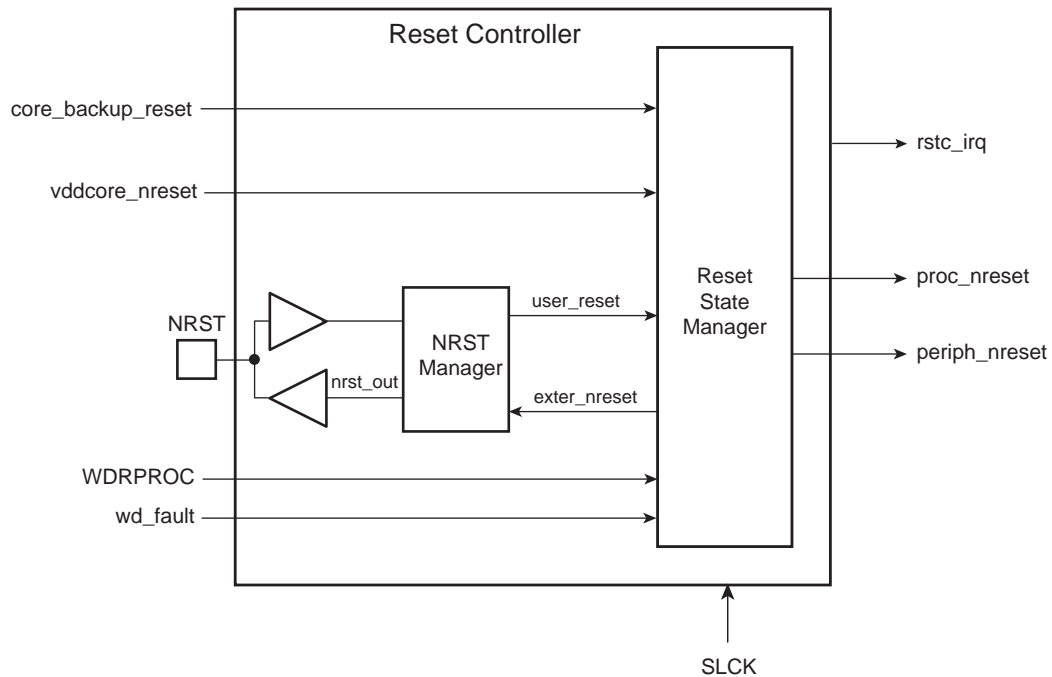 Reset Controller
core_backup_reset
rstc_irq
vddcore_nreset
Reset
State
Manager
proc_nreset
user_reset
NRST
NRST
Manager
nrst_out
periph_nreset
exter_nreset
WDRPROC
wd_fault
SLCK